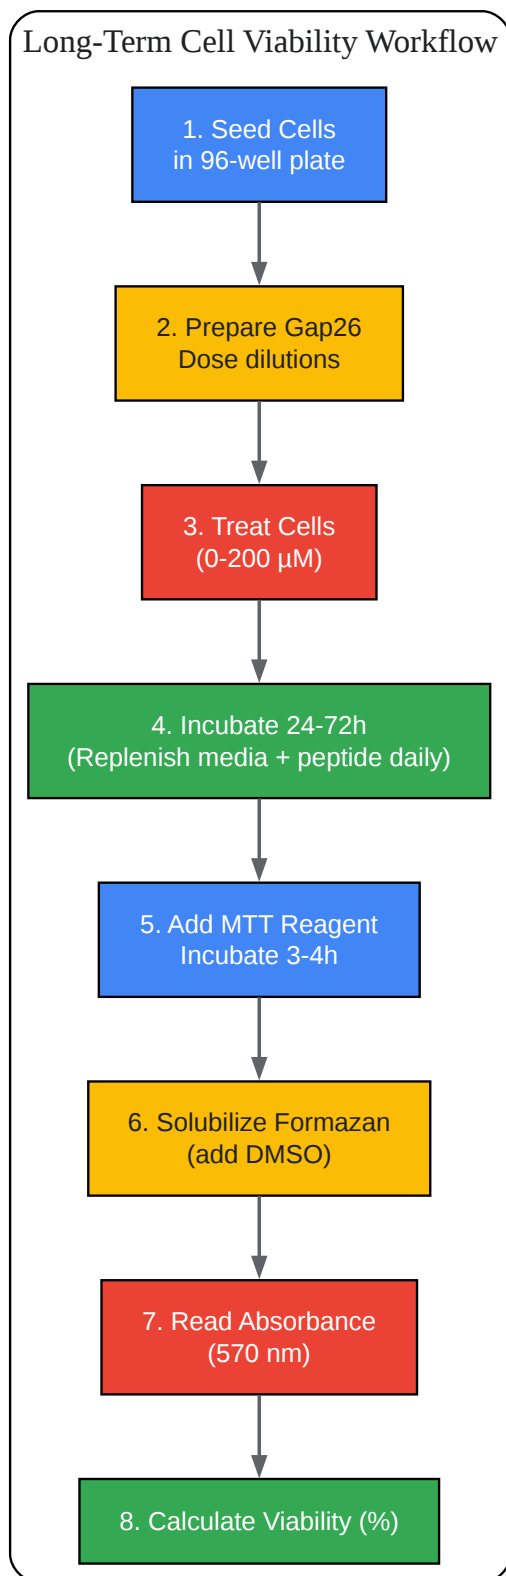 Long-Term Cell Viability Workflow
1. Seed Cells
in 96-well plate
2. Prepare Gap26
Dose dilutions
3. Treat Cells
(0-200 µM)
4. Incubate 24-72h
(Replenish media + peptide daily)
5. Add MTT Reagent
Incubate 3-4h
6. Solubilize Formazan
(add DMSO)
7. Read Absorbance
(570 nm)
8. Calculate Viability (%)